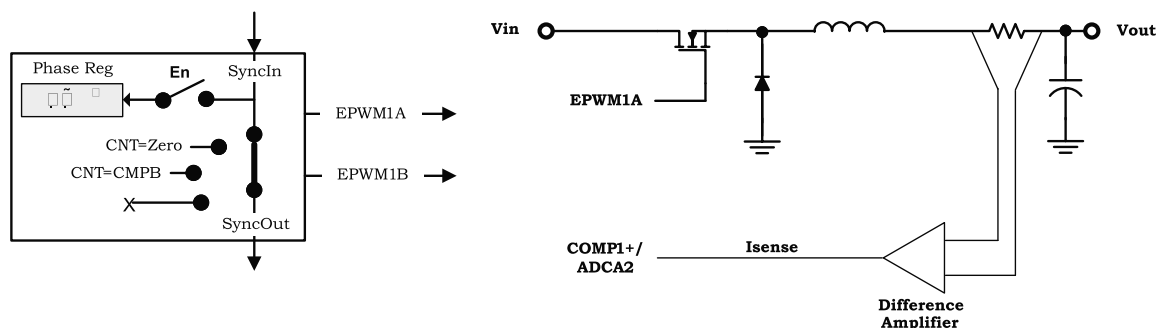 Phase Reg
En
SyncIn
CNT=Zero
CNT=CMPB
X
SyncOut
EPWM1A
EPWM1B
Vin
Vout
EPWM1A
COMP1+/
ADCA2
Isense
Difference
Amplifier